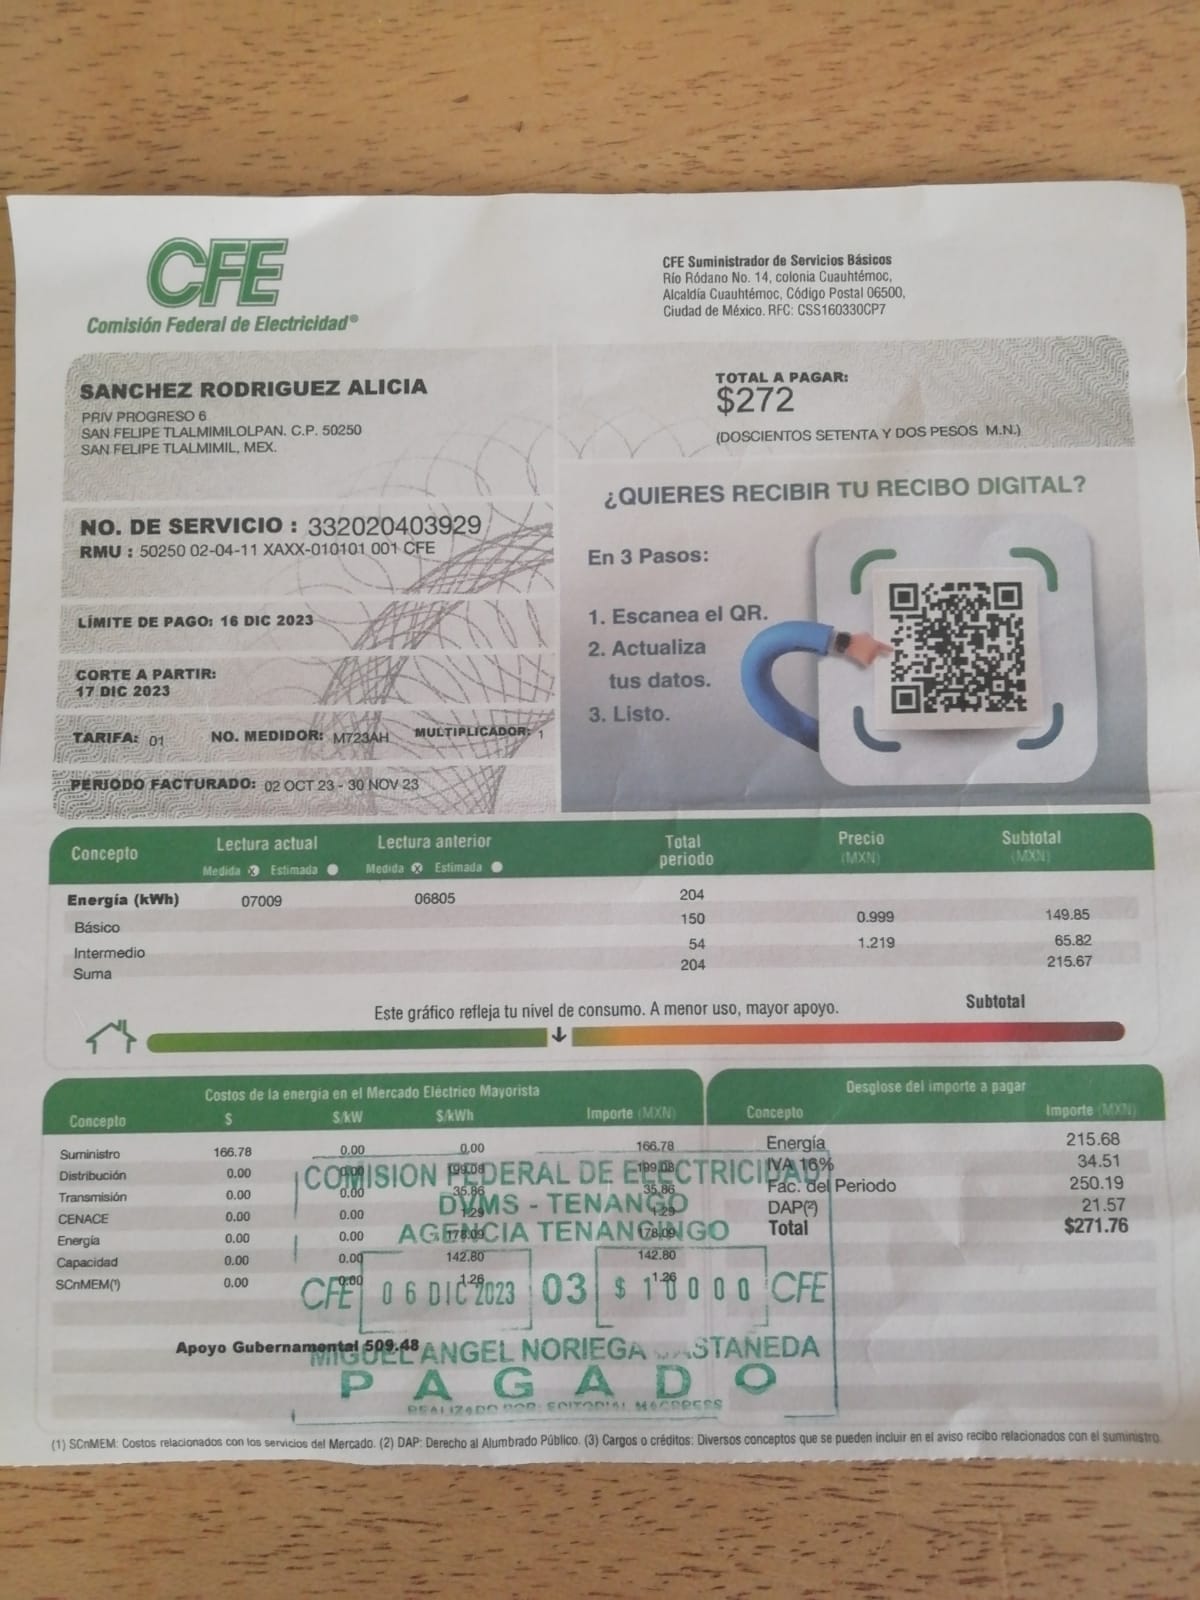 CFE
Comisión Federal de Electricidad®
CFE Suministrador de Servicios Básicos
Río Ródano No. 14, colonia Cuauhtémoc,
Alcaldía Cuauhtémoc, Código Postal 06500,
Ciudad de México. RFC: CSS160330CP7
SANCHEZ RODRIGUEZ ALICIA
PRIV PROGRESO 6
SAN FELIPE TLALMIMILOLPAN. C.P. 50250
SAN FELIPE TLALMIMIL, MEX.
TOTAL A PAGAR:
$272
(DOSCIENTOS SETENTA Y DOS PESOS M.N.)
NO. DE SERVICIO : 332020403929
RMU : 50250 02-04-11 XAXX-010101 001 CFE
LÍMITE DE PAGO: 16 DIC 2023
CORTE A PARTIR:
17 DIC 2023
TARIFA: 01 NO. MEDIDOR: M723AH MULTIPLICADOR: 1
PERIODO FACTURADO: 02 OCT 23 - 30 NOV 23
¿QUIERES RECIBIR TU RECIBO DIGITAL?
En 3 Pasos:
1. Escanea el QR.
2. Actualiza
tus datos.
3. Listo.
Concepto Lectura actual Lectura anterior Total periodo Precio (MXN) Subtotal (MXN)
Medida Estimada Medida Estimada
Energía (kWh) 07009 06805 204
Básico 150 0.999 149.85
Intermedio 54 1.219 65.82
Suma 204 215.67
Este gráfico refleja tu nivel de consumo. A menor uso, mayor apoyo.
Subtotal
Costos de la energía en el Mercado Eléctrico Mayorista
Concepto $ $/kW $/kWh Importe (MXN)
Suministro 166.78 0.00 0.00 166.78
Distribución 0.00 0.00 199.08 199.08
Transmisión 0.00 0.00 35.86 35.86
CENACE 0.00 0.00 1.29 1.29
Energía 0.00 0.00 178.09 178.09
Capacidad 0.00 0.00 142.80 142.80
SCnMEM(¹) 0.00 0.00 1.26 1.26
Apoyo Gubernamental 509.48
Desglose del importe a pagar
Concepto Importe (MXN)
Energía 215.68
IVA 16% 34.51
Fac. del Periodo 250.19
DAP(²) 21.57
Total $271.76
COMISION FEDERAL DE ELECTRICIDAD
DVMS - TENANGO
AGENCIA TENANCINGO
CFE 06 DIC 2023 03 $ 10000 CFE
MIGUEL ANGEL NORIEGA CASTAÑEDA
PAGADO
REALIZADO POR: EDITORIAL MACPRESS
(1) SCnMEM: Costos relacionados con los servicios del Mercado. (2) DAP: Derecho al Alumbrado Público. (3) Cargos o créditos: Diversos conceptos que se pueden incluir en el aviso recibo relacionados con el suministro.